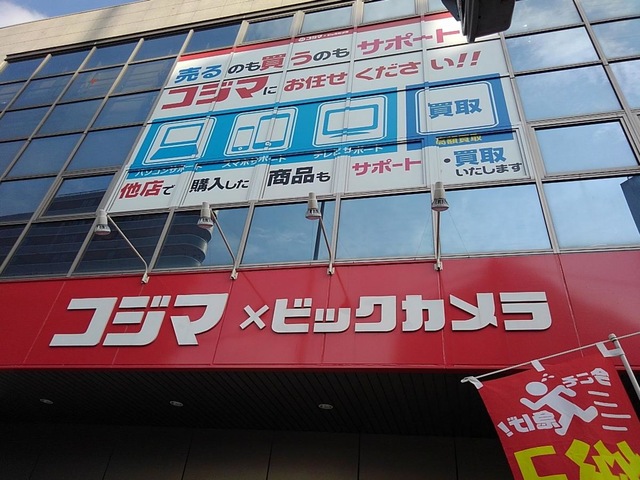 売るのも買うのもサポート
コジマにお任せください!!
買取
パソコンサポート
スマホサポート
テレビサポート
高額買取
他店で購入した商品もサポート・買取いたします
コジマ×ビックカメラ